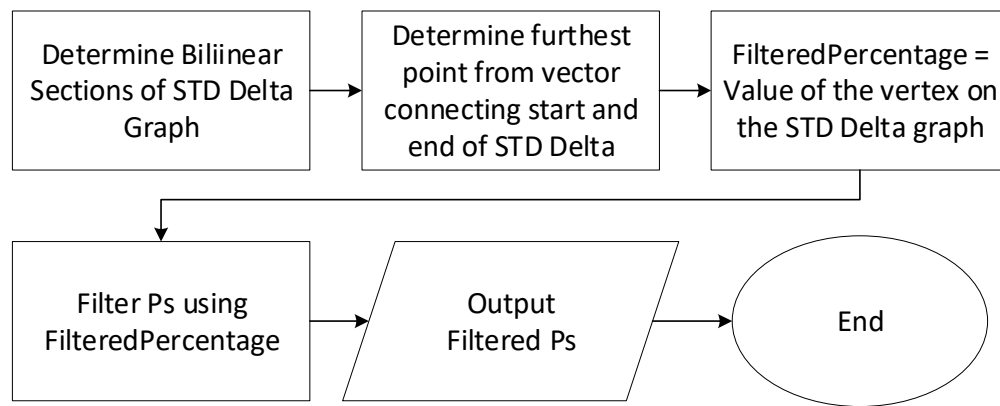 Determine Biliinear
Sections of STD Delta
Graph
Determine furthest
point from vector
connecting start and
end of STD Delta
FilteredPercentage =
Value of the vertex on
the STD Delta graph
Filter Ps using
FilteredPercentage
Output
Filtered Ps
End